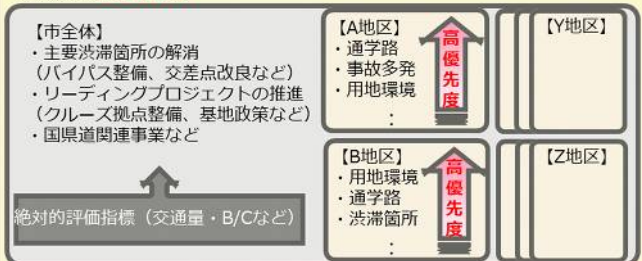 【市全体】
・主要渋滞箇所の解消
（バイパス整備、交差点改良など）
・リーディングプロジェクトの推進
（クルーズ拠点整備、基地政策など）
・国県道関連事業など
絶対的評価指標（交通量・B/Cなど）
【A地区】
・通学路
・事故多発
・用地環境
：
高優先度
【Y地区】
【B地区】
・用地環境
・通学路
・渋滞箇所
：
高優先度
【Z地区】